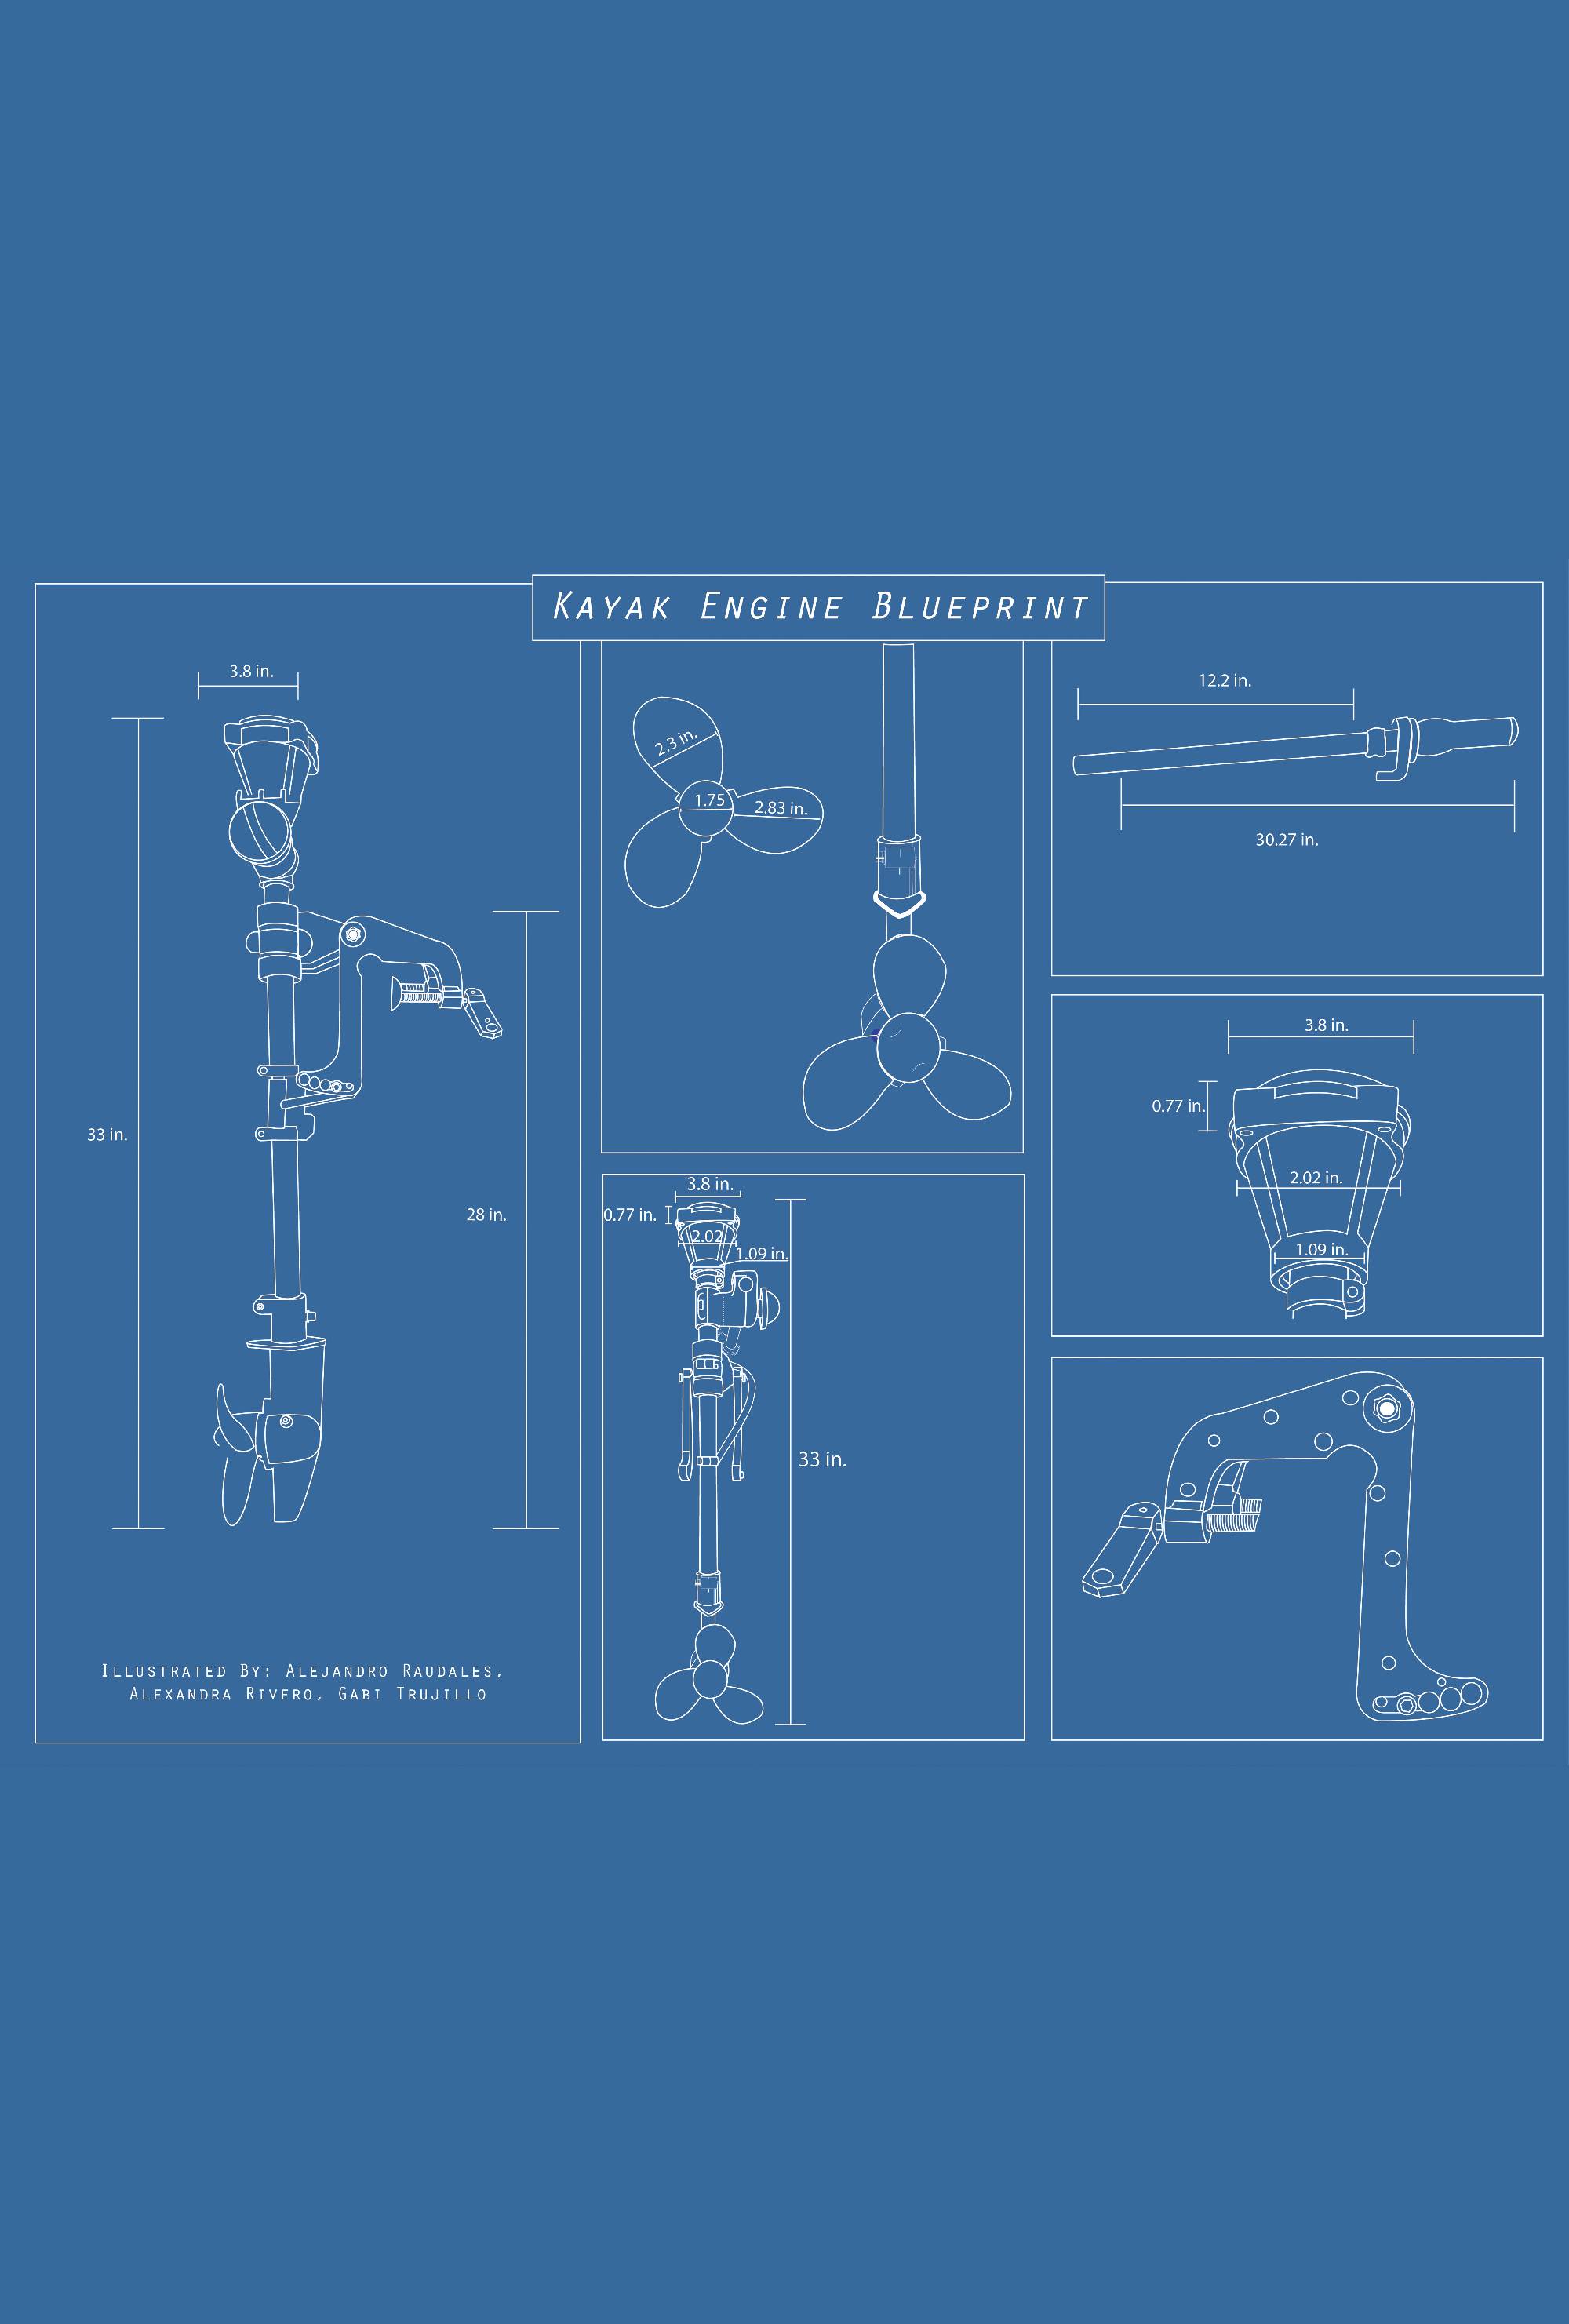 KAYAK ENGINE BLUEPRINT
3.8 in.
33 in.
28 in.
ILLUSTRATED BY: ALEJANDRO RAUDALES,
ALEXANDRA RIVERO, GABI TRUJILLO
2.3 in.
1.75
2.83 in.
3.8 in.
0.77 in.
2.02
1.09 in.
33 in.
12.2 in.
30.27 in.
3.8 in.
0.77 in.
2.02 in.
1.09 in.